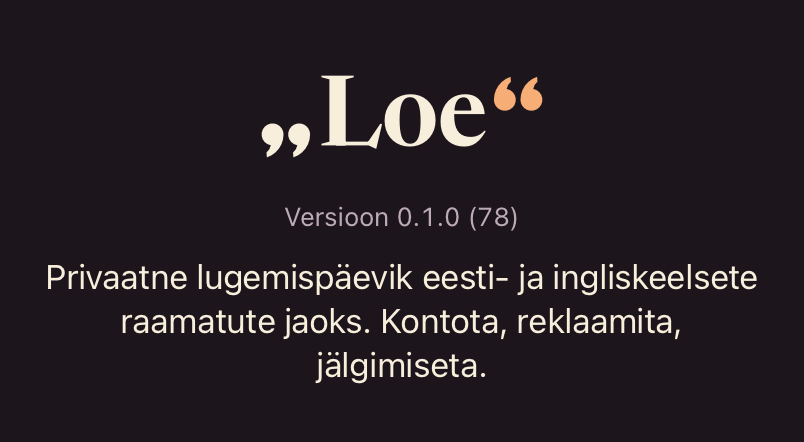 „Loe“
Versioon 0.1.0 (78)
Privaatne lugemispäevik eesti- ja ingliskeelsete
raamatute jaoks. Kontota, reklaamita,
jälgimiseta.